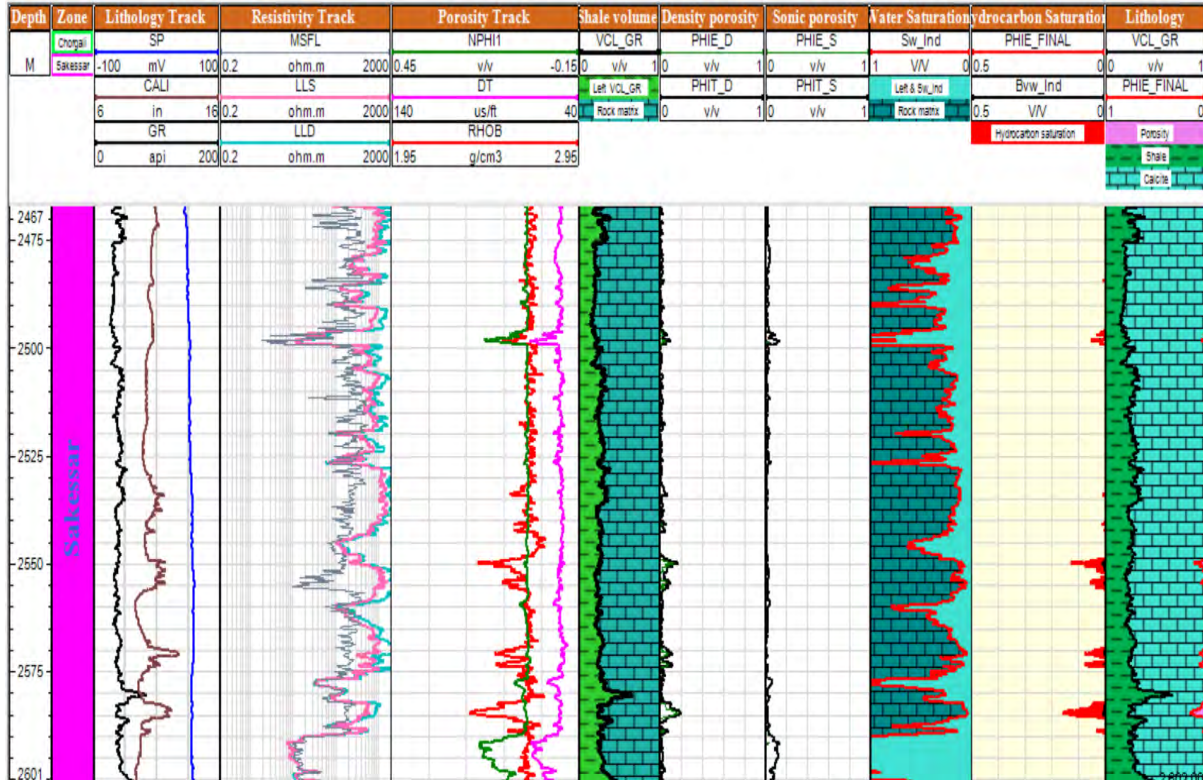 Depth Zone Lithology Track Resistivity Track Porosity Track Shale volume Density porosity Sonic porosity Water Saturation ydrocarbon Saturation Lithology
Chorgali SP MSFL NPHI1 VCL_GR PHIE_D PHIE_S Sw_Ind PHIE_FINAL VCL_GR
M Sakessar -100 mV 100 0.2 ohm.m 2000 0.45 v/v -0.15 0 v/v 1 0 v/v 1 0 v/v 1 1 V/V 0 0.5 0 0 v/v 1
CALI LLS DT Left VCL_GR PHIT_D PHIT_S Left & Sw_Ind Bvw_Ind PHIE_FINAL
6 in 16 0.2 ohm.m 2000 140 us/ft 40 Rock matrix 0 v/v 1 0 v/v 1 Rock matrix 0.5 V/V 0 1 0
GR LLD RHOB Hydrocarbon saturation Porosity
0 api 200 0.2 ohm.m 2000 1.95 g/cm3 2.95 Shale
Calcite
2467
2475
2500
2525
Sakessar
2550
2575
2601